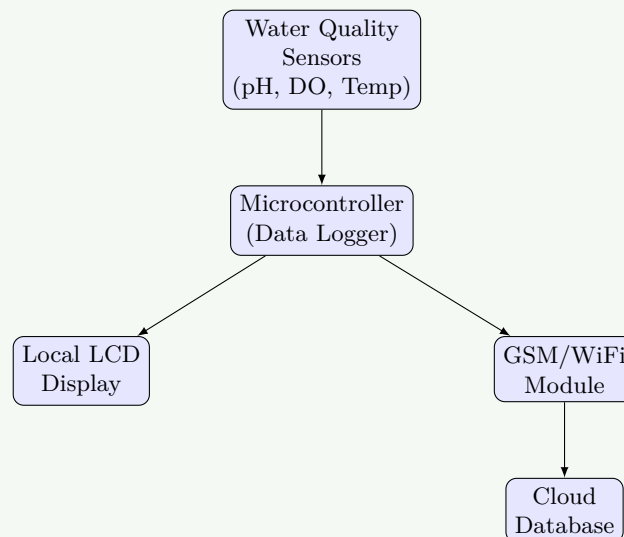 Water Quality
Sensors
(pH, DO, Temp)
Microcontroller
(Data Logger)
Local LCD
Display
GSM/WiFi
Module
Cloud
Database